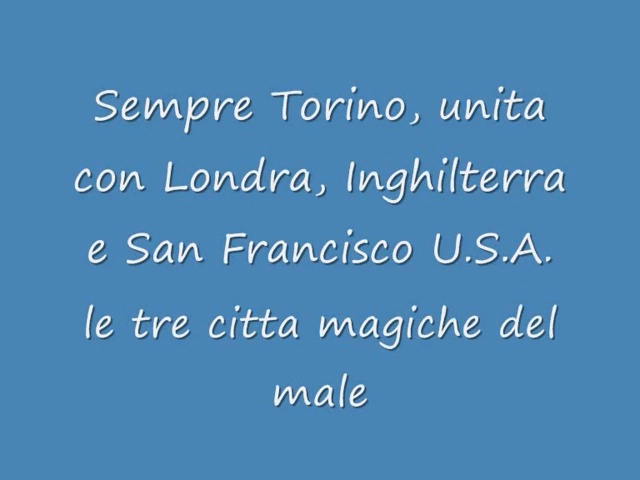 Sempre Torino, unita
con Londra, Inghilterra
e San Francisco U.S.A.
le tre citta magiche del
male